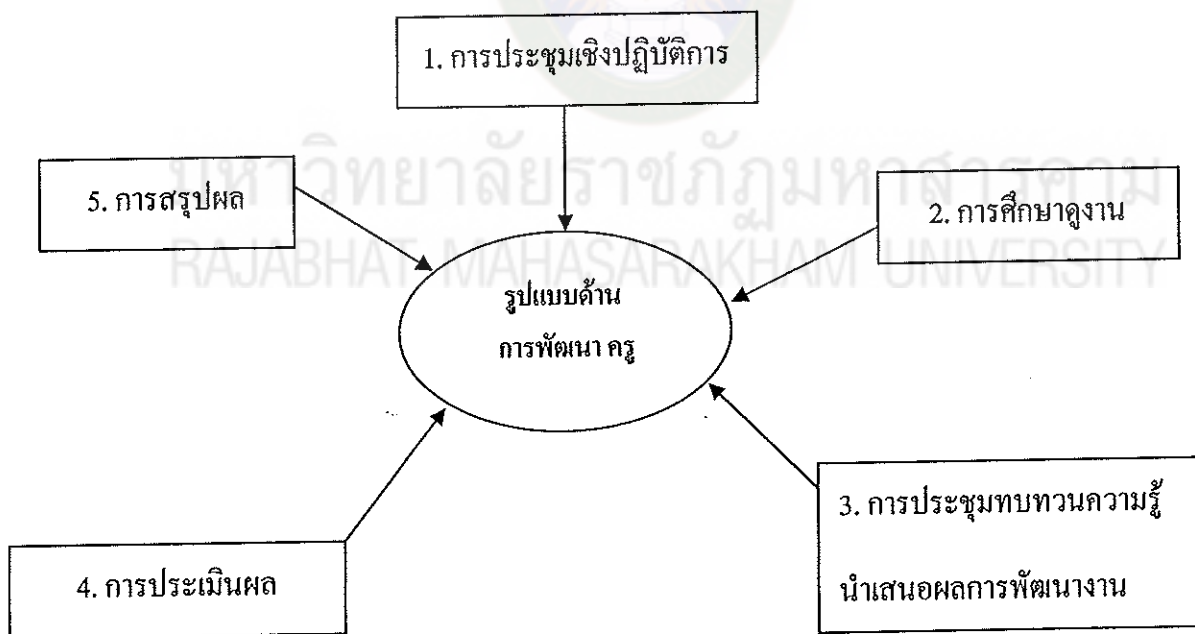 1. การประชุมเชิงปฏิบัติการ
มหาวิทยาลัยราชภัฏมหาสารคาม
RAJABHAT MAHASARAKHAM UNIVERSITY
5. การสรุปผล
2. การศึกษาดูงาน
รูปแบบด้าน
การพัฒนา ครู
3. การประชุมทบทวนความรู้
นำเสนอผลการพัฒนางาน
4. การประเมินผล